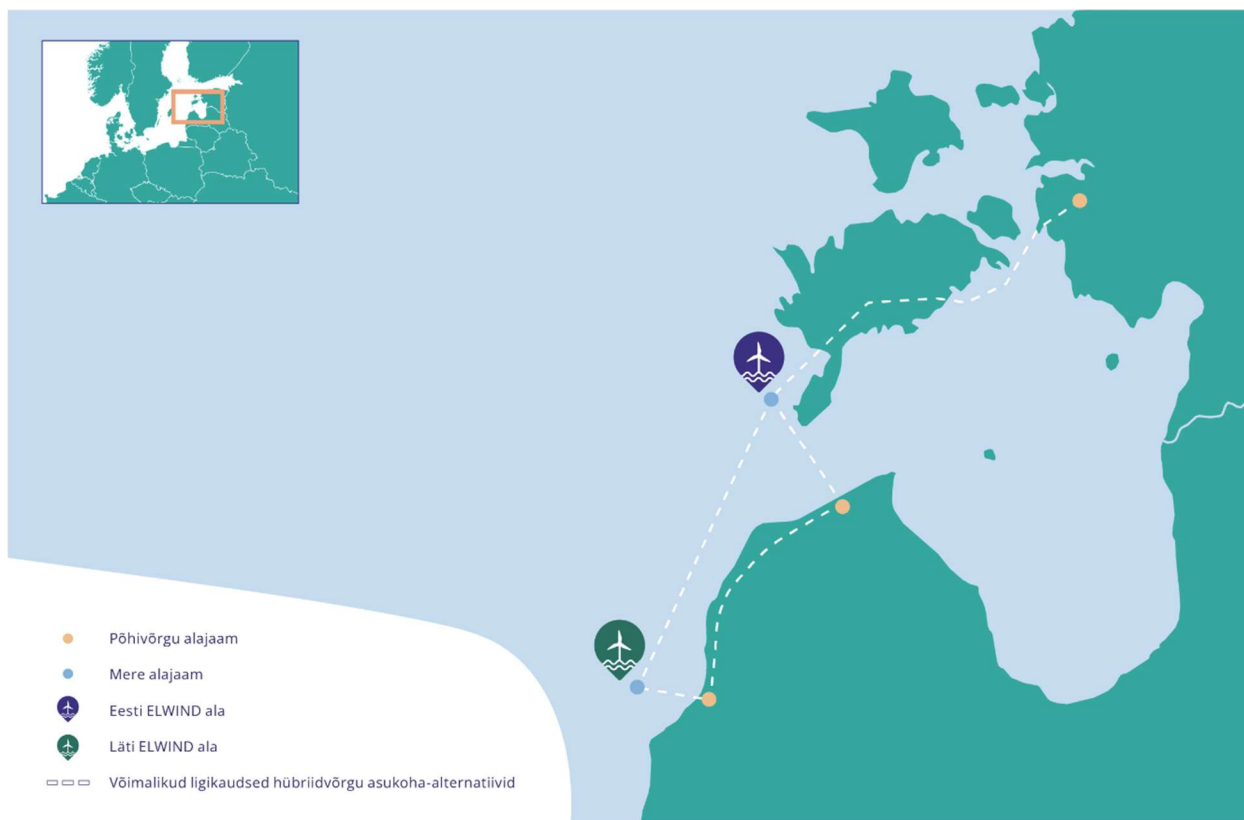 Põhivõrgu alajaam
Mere alajaam
Eesti ELWIND ala
Läti ELWIND ala
Võimalikud ligikaudsed hübriidvõrgu asukoha-alternatiivid